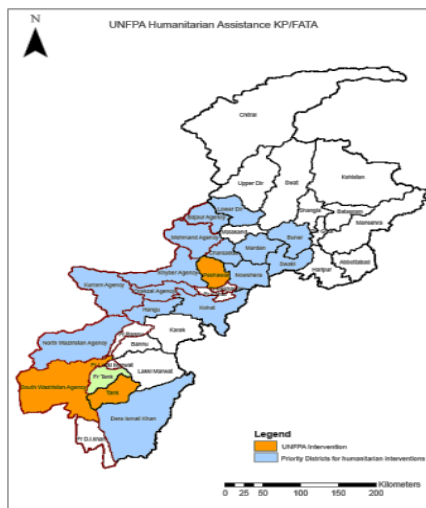 UNFPA Humanitarian Assistance KP/FATA
N
Chitral
Upper Dir
Swat
Kohistan
Lower Dir
Shangla
Batagram
Bajaur Agency
Mansehra
Malakand
Buner
Mohmand Agency
Mardan
Charsadda
Swabi
Abbottabad
Haripur
Khyber Agency
Peshawar
Nowshera
Kurram Agency
Orakzai Agency
Hangu
Kohat
Karak
North Waziristan Agency
Bannu
Lakki Marwat
Fr Tank
South Waziristan Agency
Tank
Dera Ismail Khan
Fr D.I.khan
Legend
UNFPA Intervention
Priority Districts for humanitarian Interventions
Kilometers
0 25 50 100 150 200